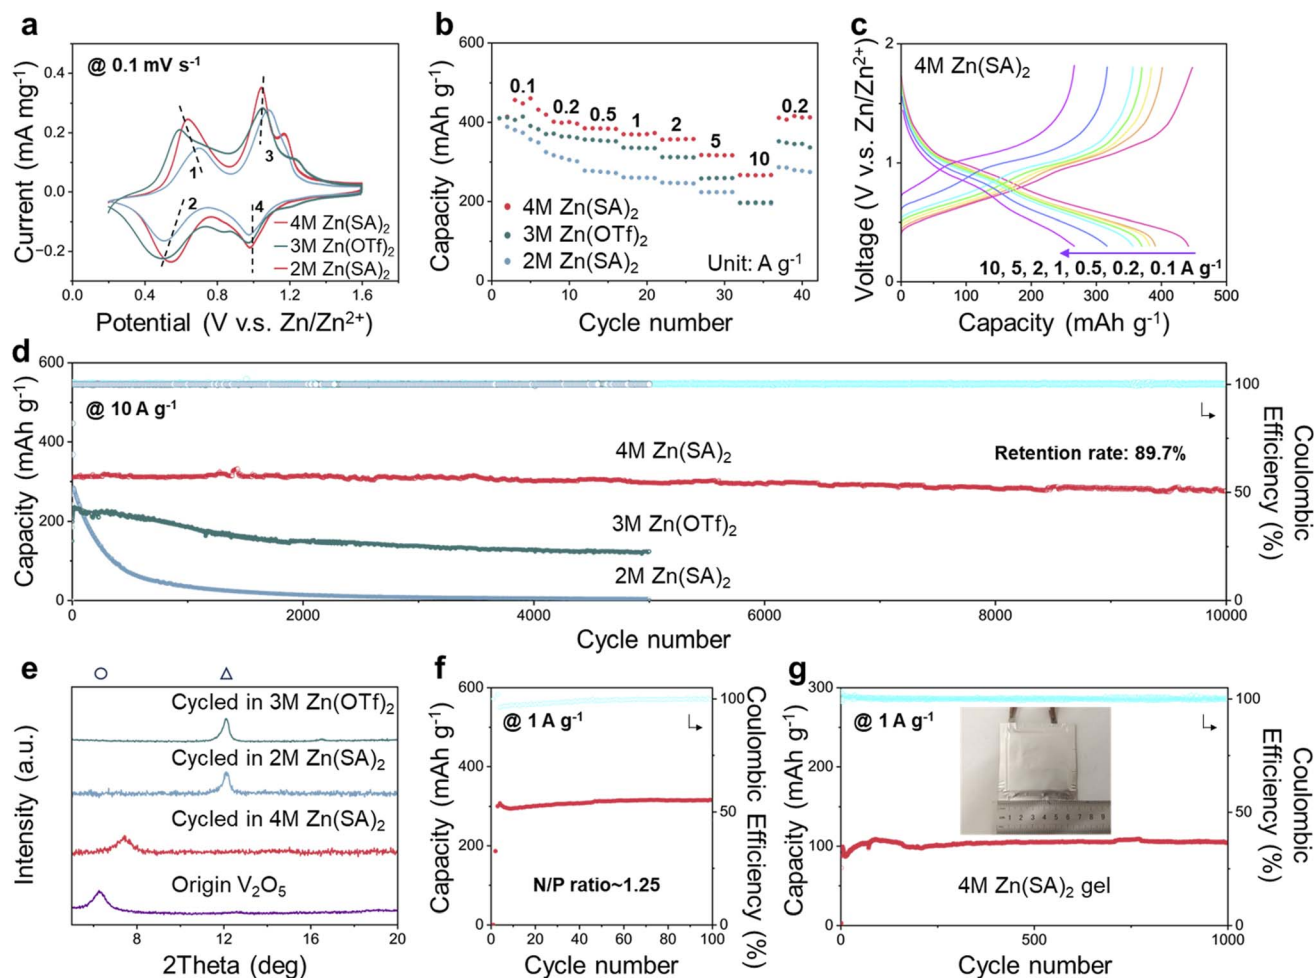 a
@ 0.1 mV s⁻¹
Current (mA mg⁻¹)
0.4
0.2
0.0
−0.2
1
2
3
4
4M Zn(SA)₂
3M Zn(OTf)₂
2M Zn(SA)₂
0.0 0.4 0.8 1.2 1.6
Potential (V v.s. Zn/Zn²⁺)
b
Capacity (mAh g⁻¹)
600
400
200
0
0.1
0.2
0.5
1
2
5
10
0.2
4M Zn(SA)₂
3M Zn(OTf)₂
2M Zn(SA)₂
Unit: A g⁻¹
0 10 20 30 40
Cycle number
c
4M Zn(SA)₂
Voltage (V v.s. Zn/Zn²⁺)
2
1
0
10, 5, 2, 1, 0.5, 0.2, 0.1 A g⁻¹
0 100 200 300 400 500
Capacity (mAh g⁻¹)
d
@ 10 A g⁻¹
Capacity (mAh g⁻¹)
600
400
200
0
4M Zn(SA)₂
Retention rate: 89.7%
3M Zn(OTf)₂
2M Zn(SA)₂
100
50
0
Coulombic
Efficiency (%)
0 2000 4000 6000 8000 10000
Cycle number
e
Intensity (a.u.)
Cycled in 3M Zn(OTf)₂
Cycled in 2M Zn(SA)₂
Cycled in 4M Zn(SA)₂
Origin V₂O₅
8 12 16 20
2Theta (deg)
f
@ 1 A g⁻¹
Capacity (mAh g⁻¹)
600
400
200
0
N/P ratio~1.25
100
50
0
Coulombic Efficiency (%)
0 20 40 60 80 100
Cycle number
g
@ 1 A g⁻¹
Capacity (mAh g⁻¹)
300
200
100
0
1 2 3 4 5 6 7 8 9
4M Zn(SA)₂ gel
100
50
0
Coulombic
Efficiency (%)
0 500 1000
Cycle number